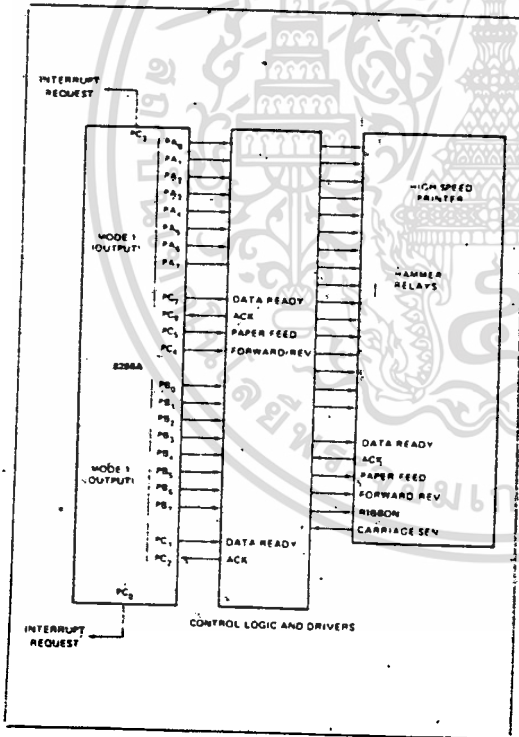 INTERRUPT
REQUEST
PC3
PA0
PA1
PA2
PA3
PA4
PA5
PA6
PA7
MODE 1
(OUTPUT)
PC7
PC6
PC5
PC4
8255A
PB0
PB1
PB2
PB3
PB4
PB5
PB6
PB7
MODE 1
(OUTPUT)
PC1
PC2
PC0
INTERRUPT
REQUEST
DATA READY
ACK
PAPER FEED
FORWARD/REV
DATA READY
ACK
CONTROL LOGIC AND DRIVERS
HIGH SPEED
PRINTER
HAMMER
RELAYS
DATA READY
ACK
PAPER FEED
FORWARD REV
RIBBON
CARRIAGE SEN